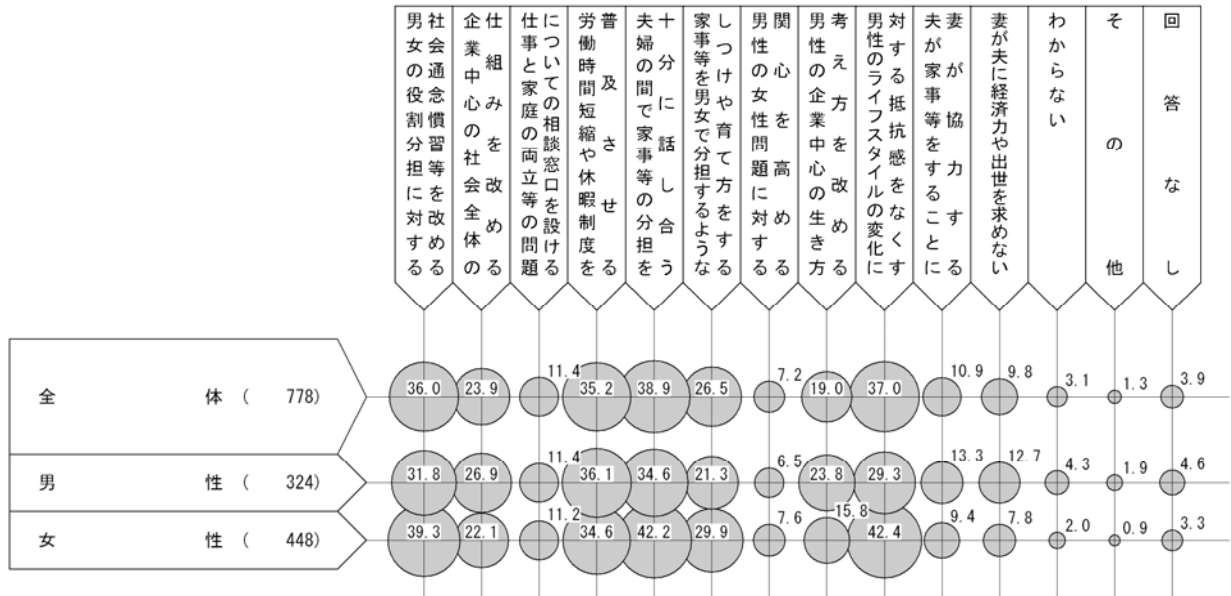 男女の役割分担に対する
社会通念慣習等を改める
企業中心の社会全体の
仕組みを改める
仕事と家庭の両立等の問題
についての相談窓口を設ける
労働時間短縮や休暇制度を
普及させる
夫婦の間で家事等の分担を
十分に話し合う
家事等を男女で分担するような
しつけや育て方をする
男性の女性問題に対する
関心を高める
男性の企業中心の生き方
考え方を改める
男性のライフスタイルの変化に
対する抵抗感をなくす
夫が家事等をすることに
妻が協力する
妻が夫に経済力や出世を求めない
わからない
その他
回答なし
全体 ( 778) 36.0 23.9 11.4 35.2 38.9 26.5 7.2 19.0 37.0 10.9 9.8 3.1 1.3 3.9
男性 ( 324) 31.8 26.9 11.4 36.1 34.6 21.3 6.5 23.8 29.3 13.3 12.7 4.3 1.9 4.6
女性 ( 448) 39.3 22.1 11.2 34.6 42.2 29.9 7.6 15.8 42.4 9.4 7.8 2.0 0.9 3.3